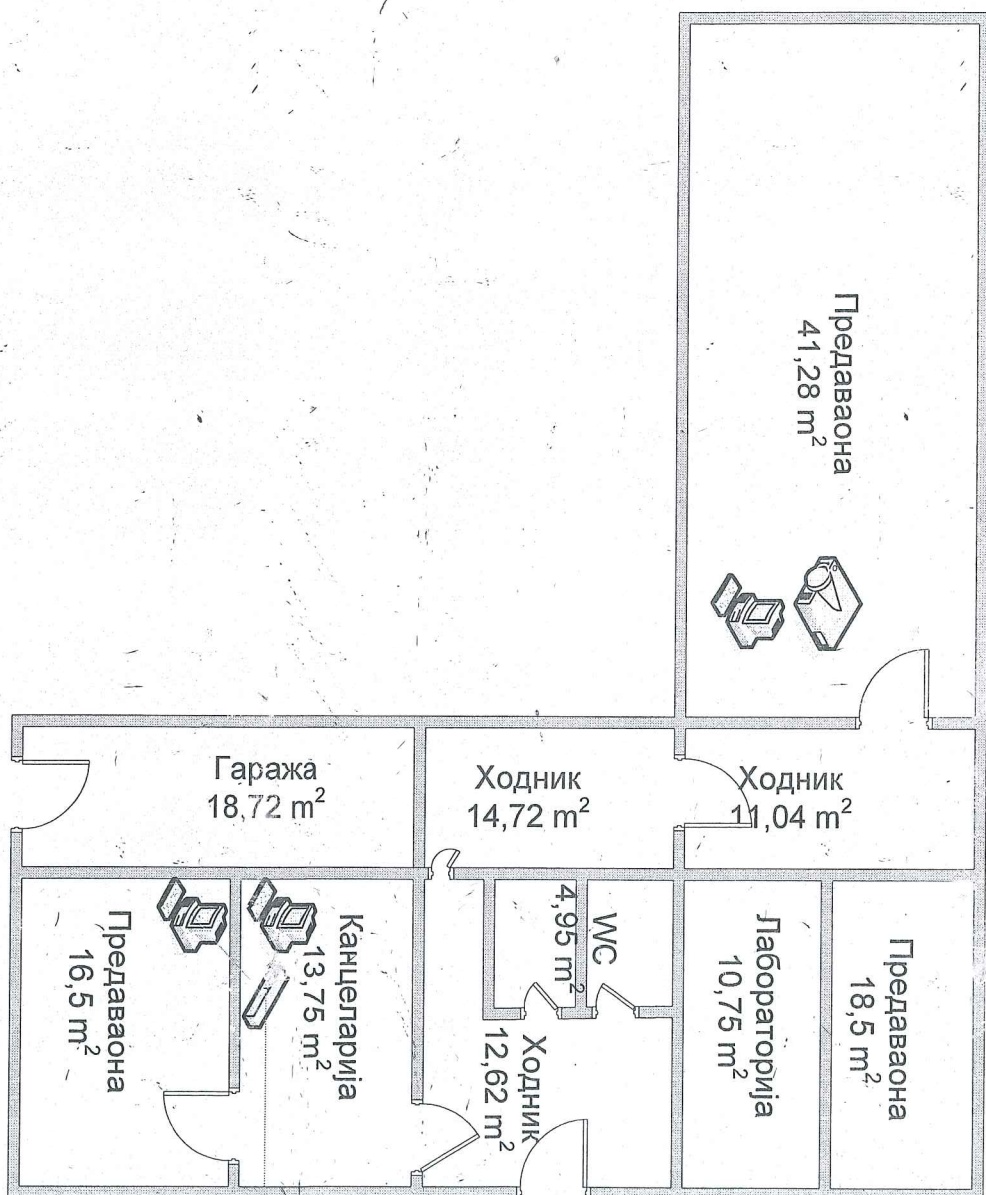 Предаваона
41,28 m²
Гаража
18,72 m²
Ходник
14,72 m²
Ходник
11,04 m²
Предаваона
16,5 m²
Канцеларија
13,75 m²
WC
4,95 m²
Ходник
12,62 m²
Лабораторија
10,75 m²
Предаваона
18,5 m²